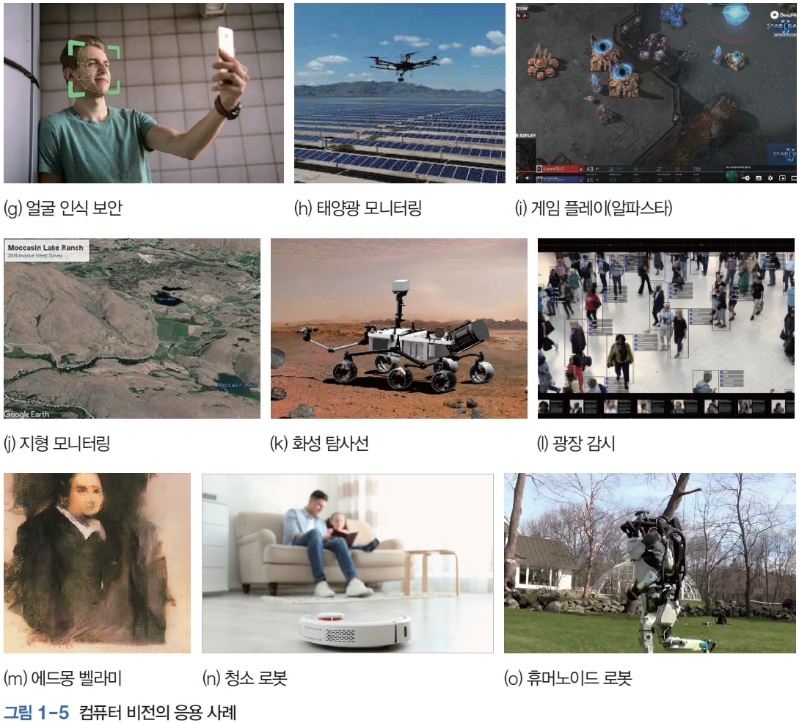 (g) 얼굴 인식 보안
(h) 태양광 모니터링
(i) 게임 플레이(알파스타)
REPLAY
Moccasin Lake Ranch
Google Earth
(j) 지형 모니터링
(k) 화성 탐사선
(l) 광장 감시
(m) 에드몽 벨라미
(n) 청소 로봇
(o) 휴머노이드 로봇
그림 1-5 컴퓨터 비전의 응용 사례